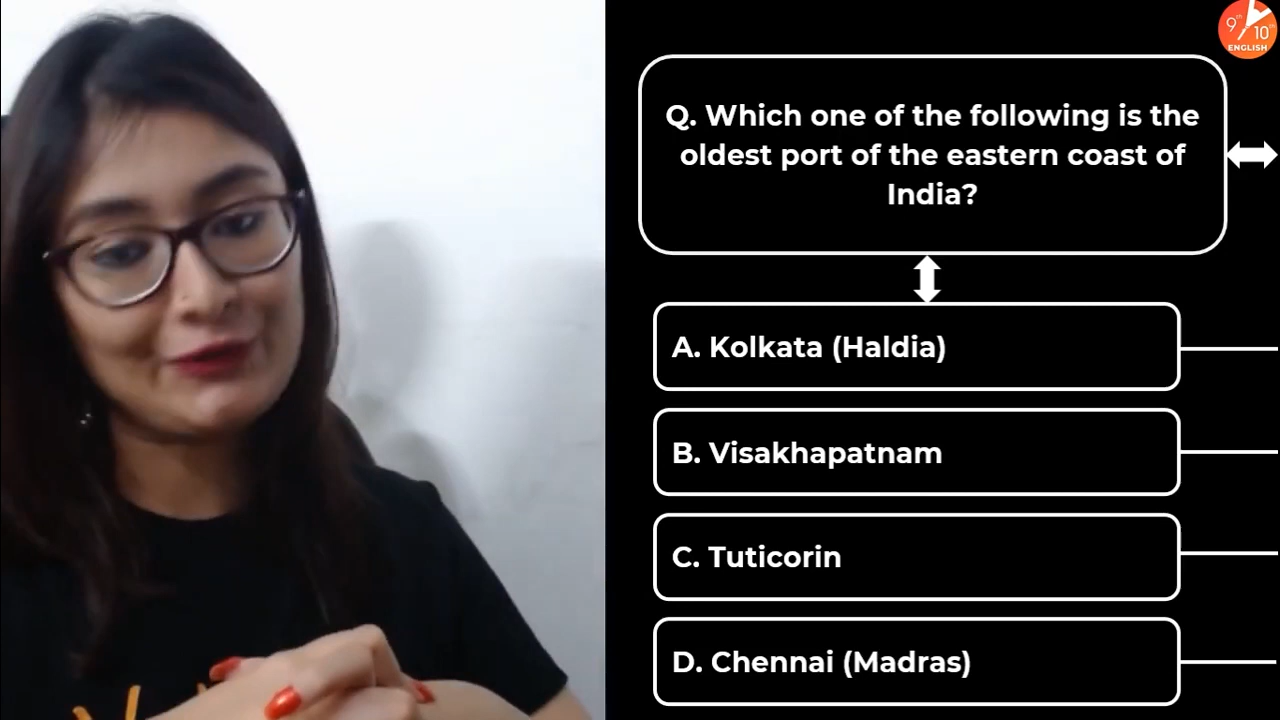 9th 10th
ENGLISH
Q. Which one of the following is the
oldest port of the eastern coast of
India?
A. Kolkata (Haldia)
B. Visakhapatnam
C. Tuticorin
D. Chennai (Madras)